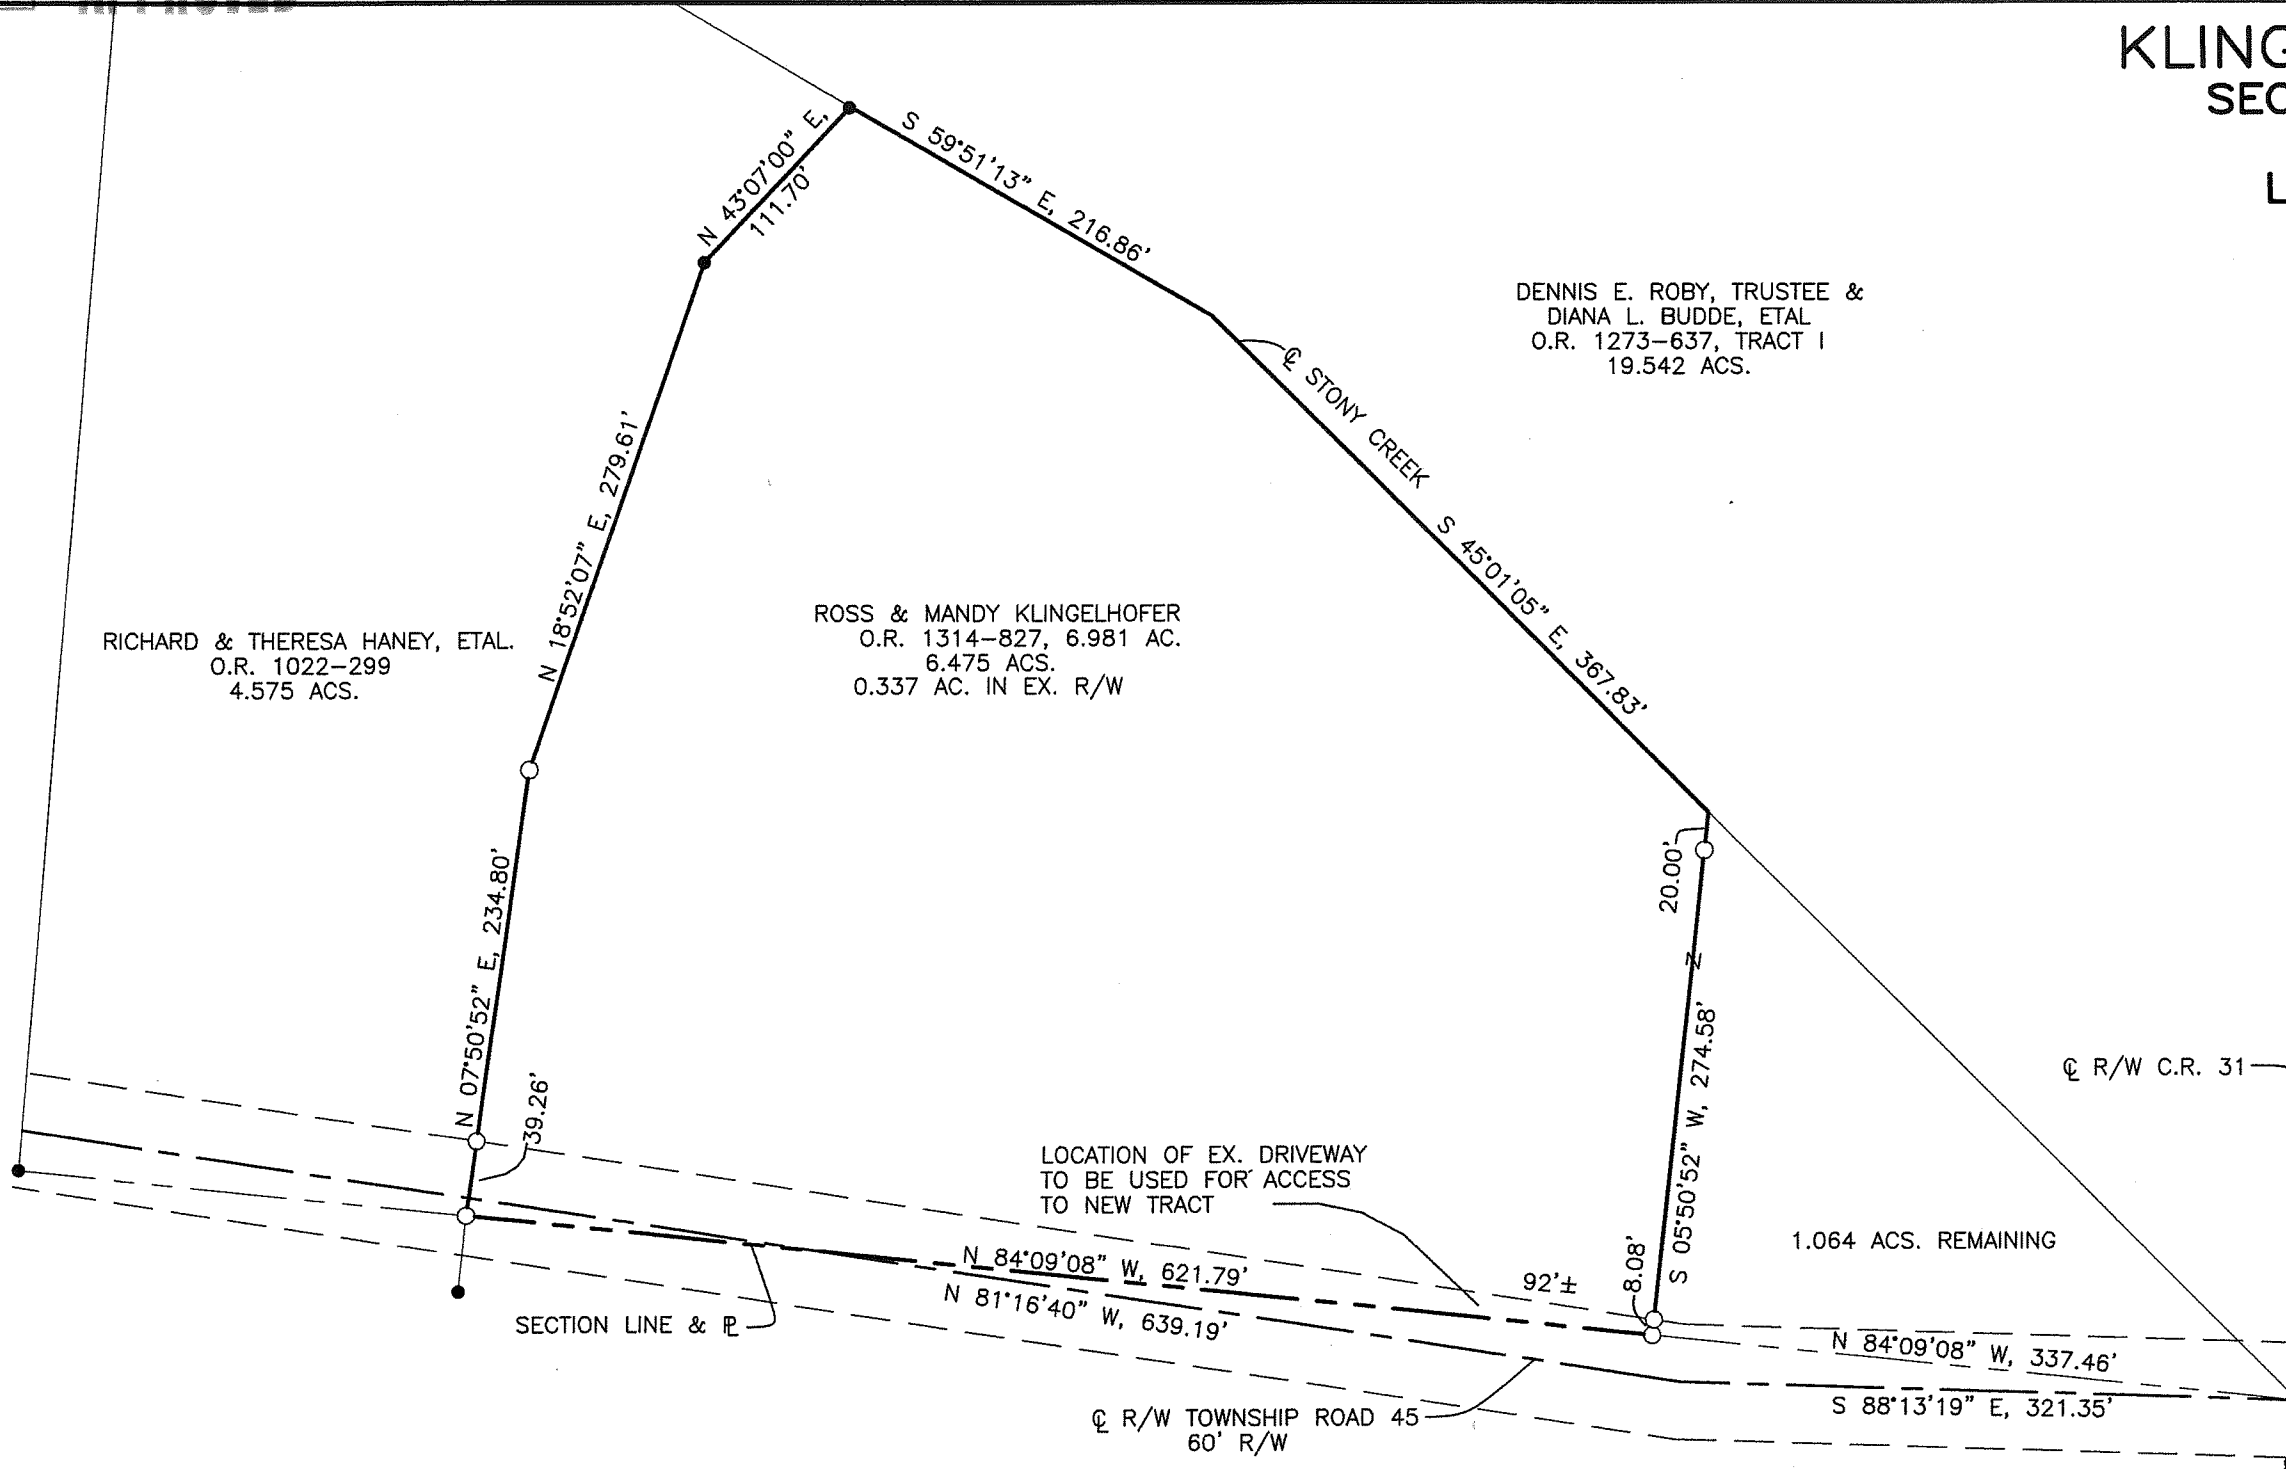 KLING
SEC
L
N 43°07'00" E,
111.70'
S 59°51'13" E, 216.86'
DENNIS E. ROBY, TRUSTEE &
DIANA L. BUDDE, ETAL
O.R. 1273-637, TRACT I
19.542 ACS.
℄ STONY CREEK
S 45°01'05" E, 367.83'
N 18°52'07" E, 279.61'
ROSS & MANDY KLINGELHOFER
O.R. 1314-827, 6.981 AC.
6.475 ACS.
0.337 AC. IN EX. R/W
RICHARD & THERESA HANEY, ETAL.
O.R. 1022-299
4.575 ACS.
N 07°50'52" E, 234.80'
39.26'
20.00'
Z
S 05°50'52" W, 274.58'
8.08'
℄ R/W C.R. 31
LOCATION OF EX. DRIVEWAY
TO BE USED FOR ACCESS
TO NEW TRACT
1.064 ACS. REMAINING
N 84°09'08" W, 621.79'
92'±
N 81°16'40" W, 639.19'
SECTION LINE & ⅊
N 84°09'08" W, 337.46'
S 88°13'19" E, 321.35'
℄ R/W TOWNSHIP ROAD 45
60' R/W